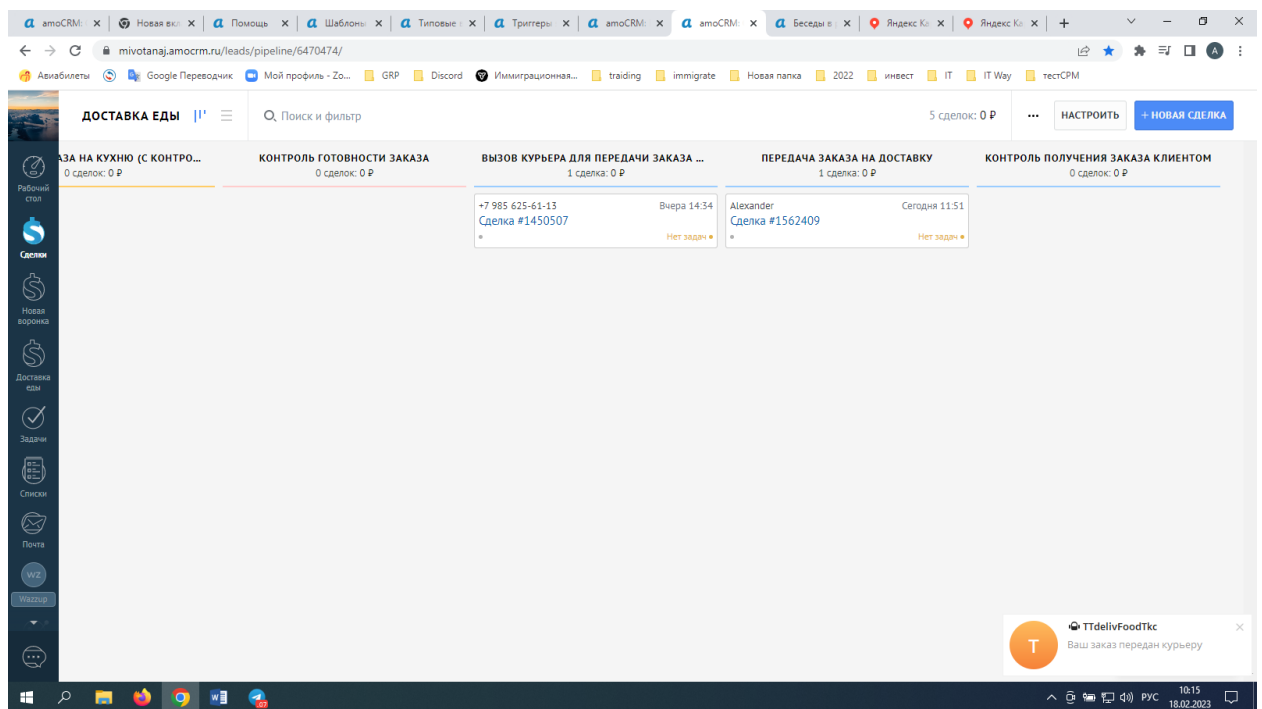 amoCRM: Новая вкл Помощь Шаблоны Типовые Триггеры amoCRM: amoCRM: Беседы в Яндекс Ка Яндекс Ка
mivotanaj.amocrm.ru/leads/pipeline/6470474/
Авиабилеты Google Переводчик Мой профиль - Zo... GRP Discord Иммиграционная... traiding immigrate Новая папка 2022 инвест IT IT Way тестСРМ
ДОСТАВКА ЕДЫ Поиск и фильтр 5 сделок: 0 ₽ ... НАСТРОИТЬ + НОВАЯ СДЕЛКА
АЗА НА КУХНЮ (С КОНТРО... КОНТРОЛЬ ГОТОВНОСТИ ЗАКАЗА ВЫЗОВ КУРЬЕРА ДЛЯ ПЕРЕДАЧИ ЗАКАЗА ... ПЕРЕДАЧА ЗАКАЗА НА ДОСТАВКУ КОНТРОЛЬ ПОЛУЧЕНИЯ ЗАКАЗА КЛИЕНТОМ
0 сделок: 0 ₽ 0 сделок: 0 ₽ 1 сделка: 0 ₽ 1 сделка: 0 ₽ 0 сделок: 0 ₽
+7 985 625-61-13 Вчера 14:34 Alexander Сегодня 11:51
Сделка #1450507 Сделка #1562409
Нет задач Нет задач
Рабочий
стол
Сделки
Новая
воронка
Доставка
еды
Задачи
Списки
Почта
WZ
Wazzup
T
TTdelivFoodTkc
Ваш заказ передан курьеру
РУС 10:15
18.02.2023